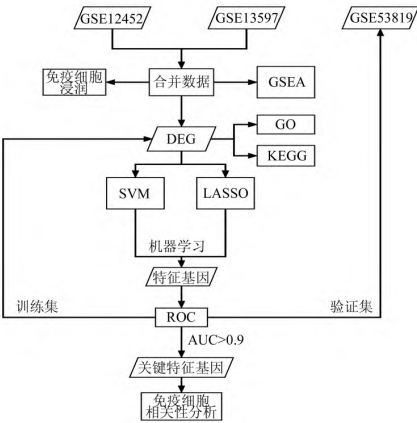 GSE12452
GSE13597
GSE53819
免疫细胞
浸润
合并数据
GSEA
DEG
GO
KEGG
SVM
LASSO
机器学习
特征基因
训练集
ROC
验证集
AUC>0.9
关键特征基因
免疫细胞
相关性分析